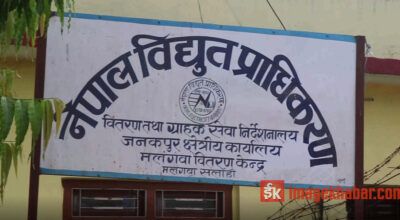 नेपाल विद्युत प्राधिकरण
वितरण तथा ग्राहक सेवा निर्देशनालय
जनकपुर क्षेत्रीय कार्यालय
मलंगवा वितरण केन्द्र
मलंगवा सर्लाही
imagekhabar.com